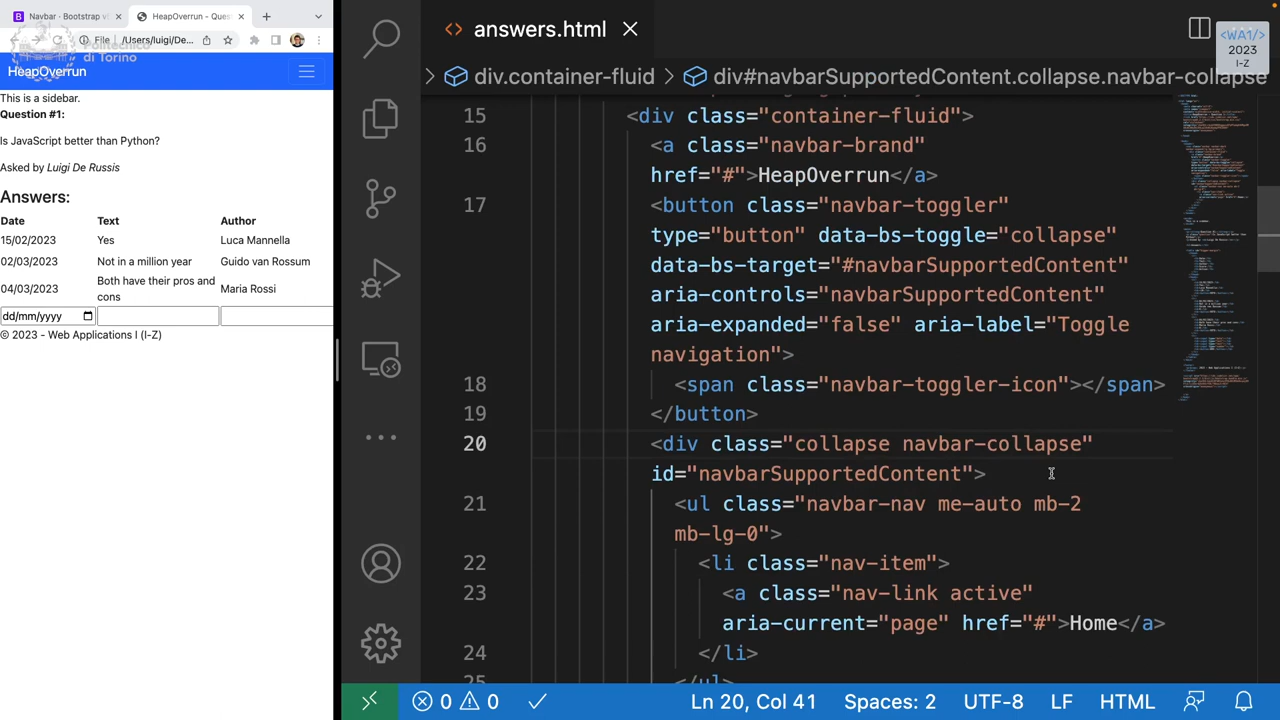 Navbar · Bootstrap v
HeapOverrun - Ques
File
/Users/luigi/De...
Politecnico
di Torino
HeapOverrun
This is a sidebar.
Question #1:
Is JavaScript better than Python?
Asked by Luigi De Russis
Answers:
Date Text Author
15/02/2023 Yes Luca Mannella
02/03/2023 Not in a million year Guido van Rossum
04/03/2023 Both have their pros and cons Maria Rossi
dd/mm/yyyy
© 2023 - Web Applications I (I-Z)
answers.html
<WA1/>
2023
I-Z
div.container-fluid div#navbarSupportedContent.collapse.navbar-collapse
15 <div class="container-fluid">
16 <a class="navbar-brand"
href="#">HeapOverrun</a>
17 <button class="navbar-toggler"
type="button" data-bs-toggle="collapse"
data-bs-target="#navbarSupportedContent"
aria-controls="navbarSupportedContent"
aria-expanded="false" aria-label="Toggle
navigation">
18 <span class="navbar-toggler-icon"></span>
19 </button>
20 <div class="collapse navbar-collapse"
id="navbarSupportedContent">
21 <ul class="navbar-nav me-auto mb-2
mb-lg-0">
22 <li class="nav-item">
23 <a class="nav-link active"
aria-current="page" href="#">Home</a>
24 </li>
25 </ul>
0 0
Ln 20, Col 41 Spaces: 2 UTF-8 LF HTML